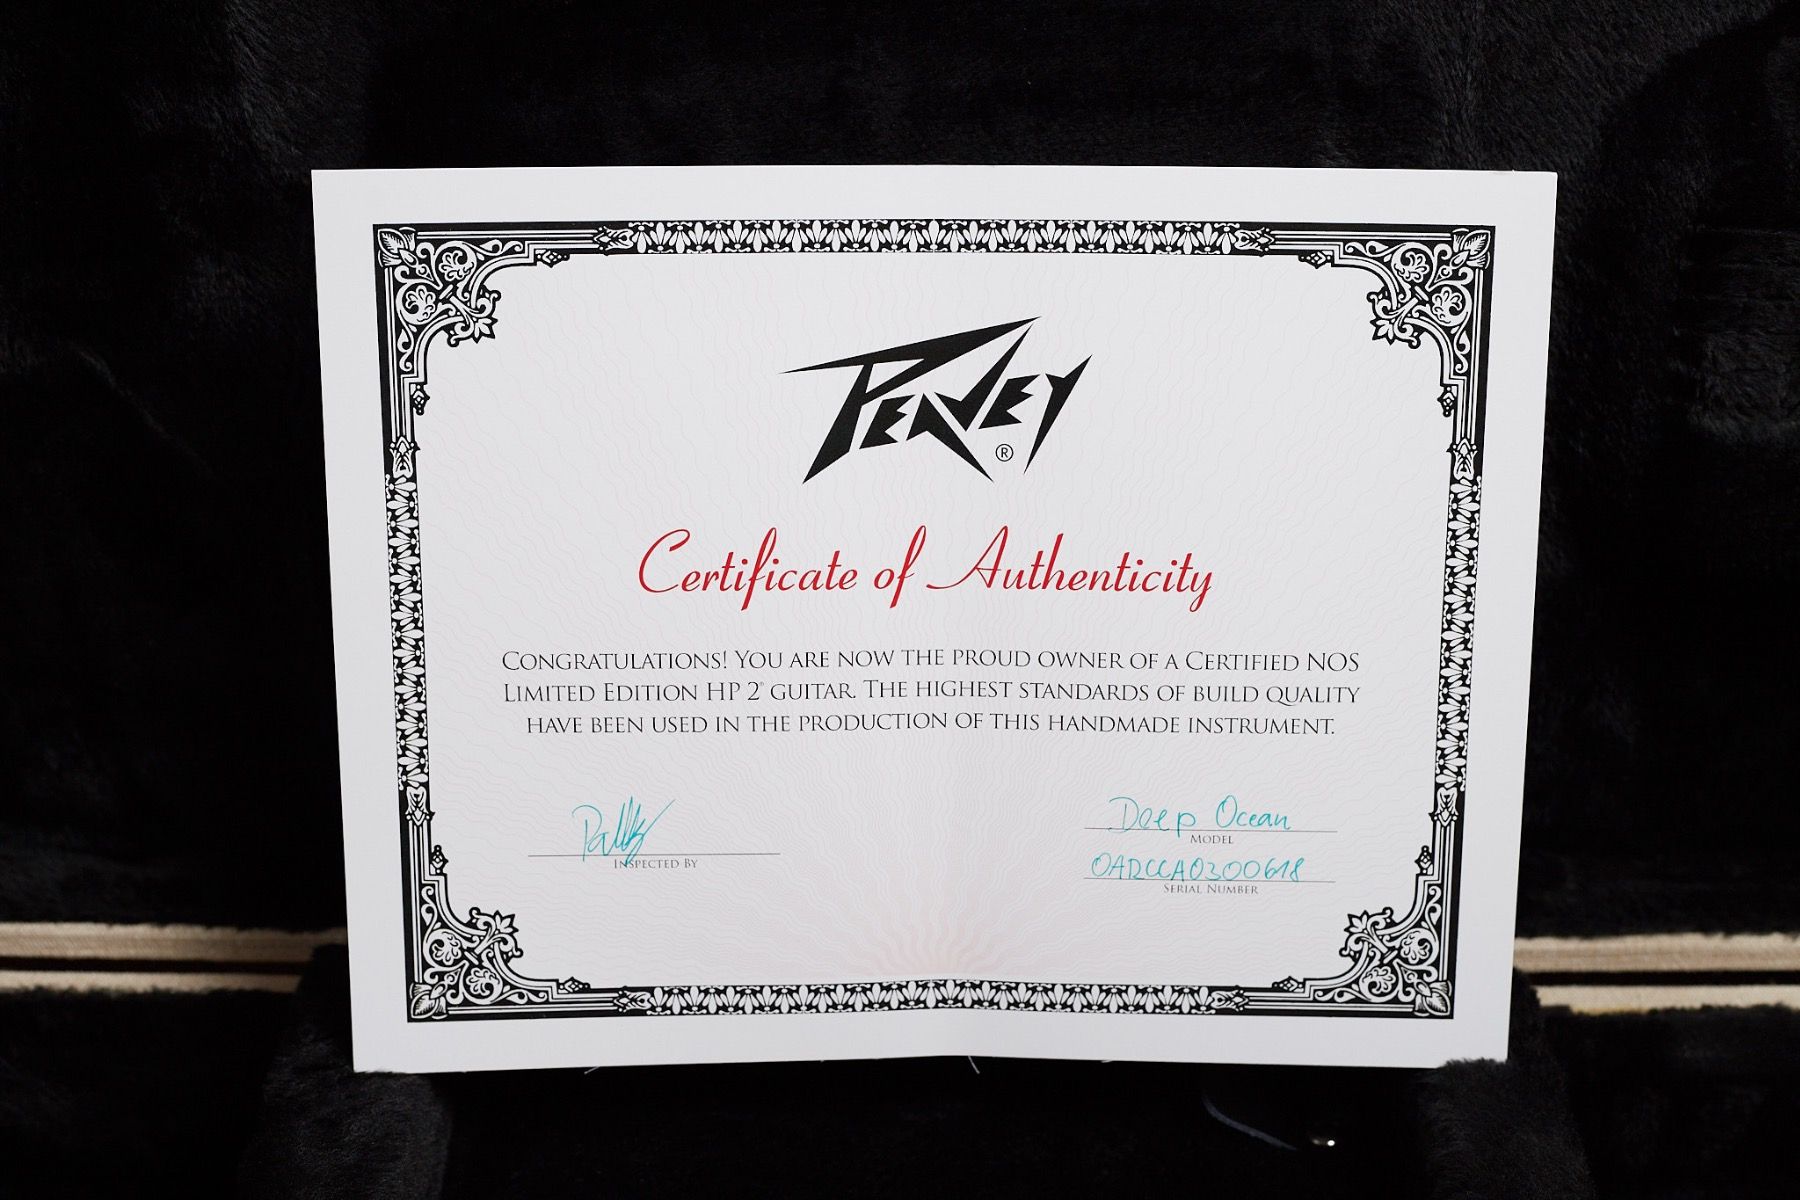 PEAVEY®
Certificate of Authenticity
CONGRATULATIONS! YOU ARE NOW THE PROUD OWNER OF A CERTIFIED NOS
LIMITED EDITION HP 2® GUITAR. THE HIGHEST STANDARDS OF BUILD QUALITY
HAVE BEEN USED IN THE PRODUCTION OF THIS HANDMADE INSTRUMENT.
INSPECTED BY
Deep Ocean
MODEL
OARCCA0300618
SERIAL NUMBER